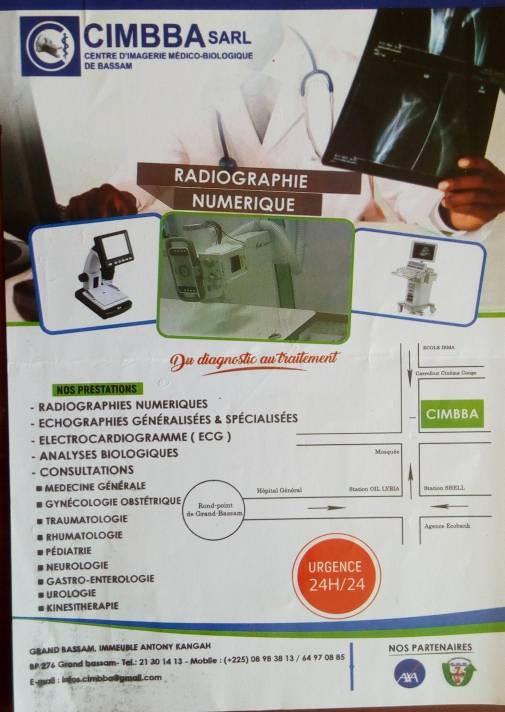 CIMBBA SARL
CENTRE D'IMAGERIE MÉDICO-BIOLOGIQUE
DE BASSAM
RADIOGRAPHIE
NUMERIQUE
Du diagnostic au traitement
NOS PRESTATIONS
- RADIOGRAPHIES NUMERIQUES
- ECHOGRAPHIES GÉNÉRALISÉES & SPÉCIALISÉES
- ELECTROCARDIOGRAMME ( ECG )
- ANALYSES BIOLOGIQUES
- CONSULTATIONS
■ MEDECINE GÉNÉRALE
■ GYNÉCOLOGIE OBSTÉTRIQUE
■ TRAUMATOLOGIE
■ RHUMATOLOGIE
■ PÉDIATRIE
■ NEUROLOGIE
■ GASTRO-ENTEROLOGIE
■ UROLOGIE
■ KINESITHERAPIE
ECOLE IRMA
Carrefour Cinéma Congo
CIMBBA
Mosquée
Hôpital Général
Station OIL LYBIA
Station SHELL
Rond-point
de Grand-Bassam
Agence Ecobank
URGENCE
24H/24
GRAND BASSAM, IMMEUBLE ANTONY KANGAH
BP 276 Grand bassam- Tel.: 21 30 14 13 - Mobile : (+225) 08 98 38 13 / 64 97 08 85
E-mail : infos.cimbba@gmail.com
NOS PARTENAIRES
AXA